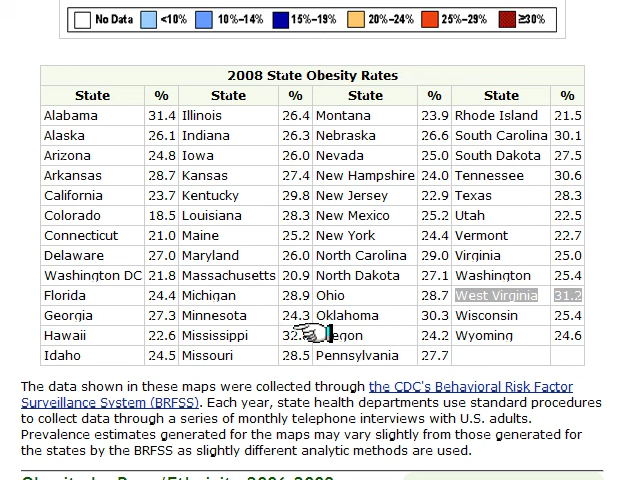 No Data <10% 10%–14% 15%–19% 20%–24% 25%–29% ≥30%
2008 State Obesity Rates
State % State % State % State %
Alabama 31.4 Illinois 26.4 Montana 23.9 Rhode Island 21.5
Alaska 26.1 Indiana 26.3 Nebraska 26.6 South Carolina 30.1
Arizona 24.8 Iowa 26.0 Nevada 25.0 South Dakota 27.5
Arkansas 28.7 Kansas 27.4 New Hampshire 24.0 Tennessee 30.6
California 23.7 Kentucky 29.8 New Jersey 22.9 Texas 28.3
Colorado 18.5 Louisiana 28.3 New Mexico 25.2 Utah 22.5
Connecticut 21.0 Maine 25.2 New York 24.4 Vermont 22.7
Delaware 27.0 Maryland 26.0 North Carolina 29.0 Virginia 25.0
Washington DC 21.8 Massachusetts 20.9 North Dakota 27.1 Washington 25.4
Florida 24.4 Michigan 28.9 Ohio 28.7 West Virginia 31.2
Georgia 27.3 Minnesota 24.3 Oklahoma 30.3 Wisconsin 25.4
Hawaii 22.6 Mississippi 24.2 Wyoming 24.6
Idaho 24.5 Missouri 28.5 Pennsylvania 27.7
The data shown in these maps were collected through the CDC's Behavioral Risk Factor
Surveillance System (BRFSS). Each year, state health departments use standard procedures
to collect data through a series of monthly telephone interviews with U.S. adults.
Prevalence estimates generated for the maps may vary slightly from those generated for
the states by the BRFSS as slightly different analytic methods are used.